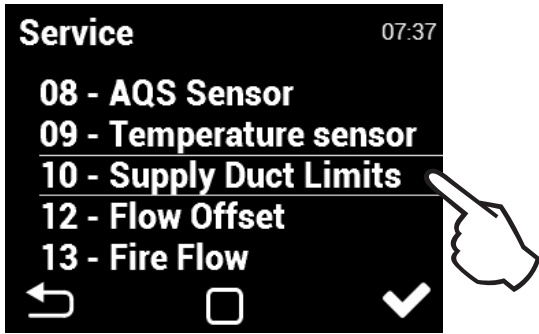 Service 07:37
08 - AQS Sensor
09 - Temperature sensor
10 - Supply Duct Limits
12 - Flow Offset
13 - Fire Flow